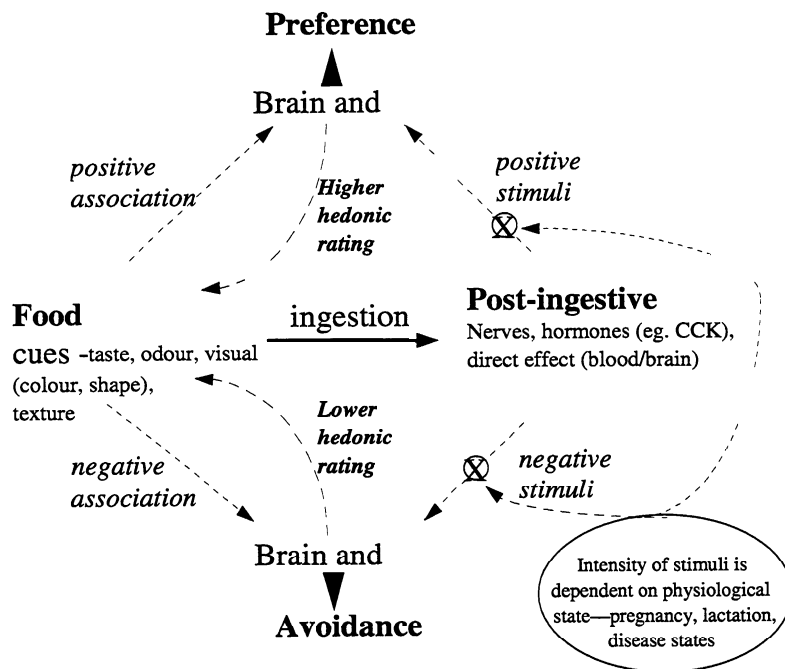 Preference
Brain and
positive
association
Higher
hedonic
rating
positive
stimuli
X
Food
cues -taste, odour, visual
(colour, shape),
texture
ingestion
Post-ingestive
Nerves, hormones (eg. CCK),
direct effect (blood/brain)
negative
association
Lower
hedonic
rating
X
negative
stimuli
Brain and
Avoidance
Intensity of stimuli is
dependent on physiological
state—pregnancy, lactation,
disease states